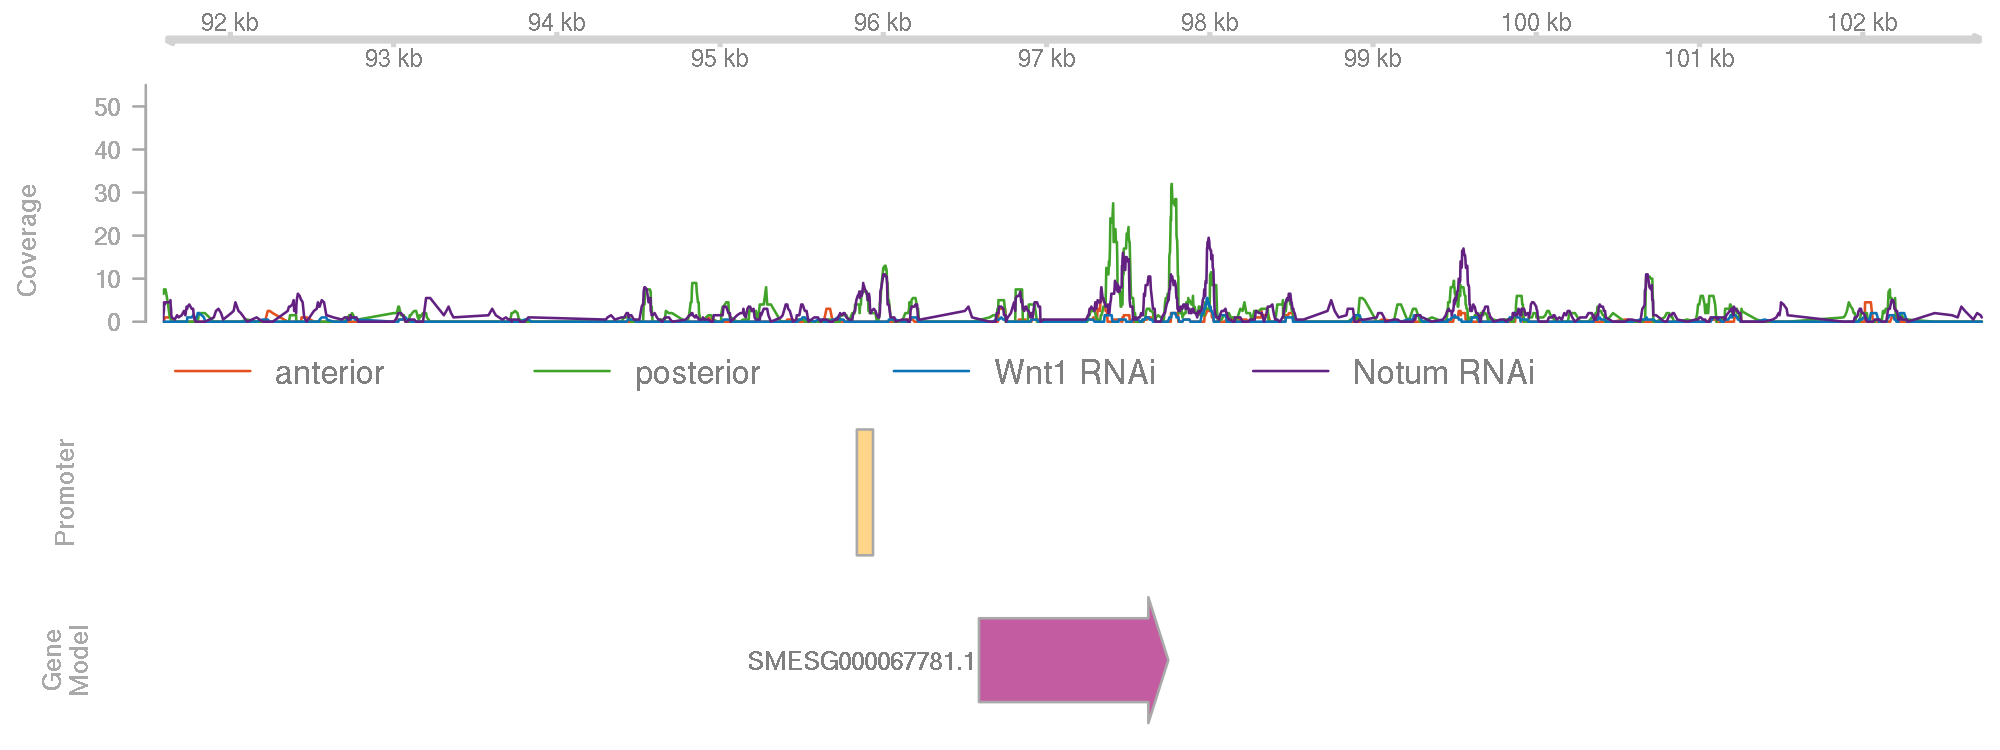 92 kb 94 kb 96 kb 98 kb 100 kb 102 kb
93 kb 95 kb 97 kb 99 kb 101 kb
Coverage
50
40
30
20
10
0
anterior posterior Wnt1 RNAi Notum RNAi
Promoter
Gene
Model
SMESG000067781.1